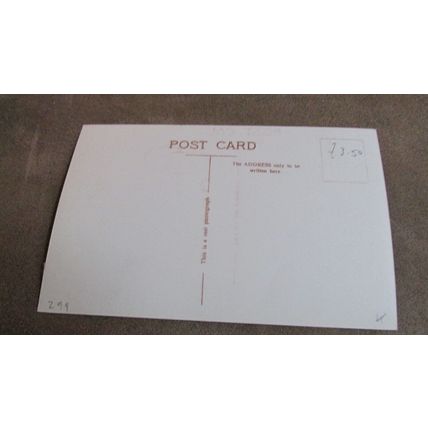 POST CARD
£3.50
The ADDRESS only to be
written here
This is a real photograph.
299